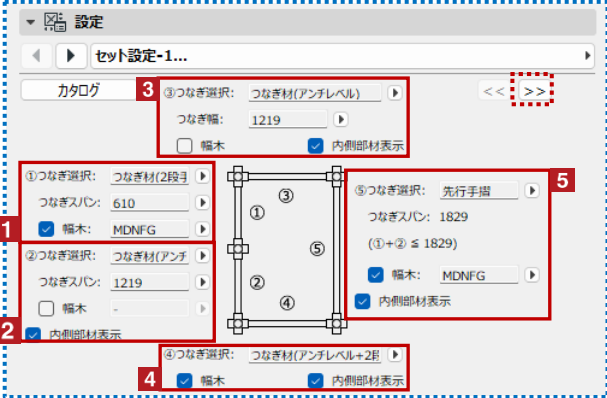 設定
セット設定-1...
カタログ
<< >>
3
③つなぎ選択: つなぎ材(アンチレベル)
つなぎ幅: 1219
幅木 内側部材表示
1
①つなぎ選択: つなぎ材(2段手
つなぎスパン: 610
幅木: MDNFG
2
②つなぎ選択: つなぎ材(アンチ
つなぎスパン: 1219
幅木 -
内側部材表示
③
①
⑤
②
④
5
⑤つなぎ選択: 先行手摺
つなぎスパン: 1829
(①+② ≦ 1829)
幅木: MDNFG
内側部材表示
4
④つなぎ選択: つなぎ材(アンチレベル+2段
幅木 内側部材表示